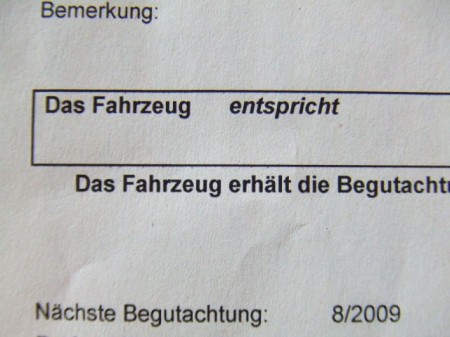 Bemerkung:
Das Fahrzeug entspricht
Das Fahrzeug erhält die
Nächste Begutachtung: 8/2009